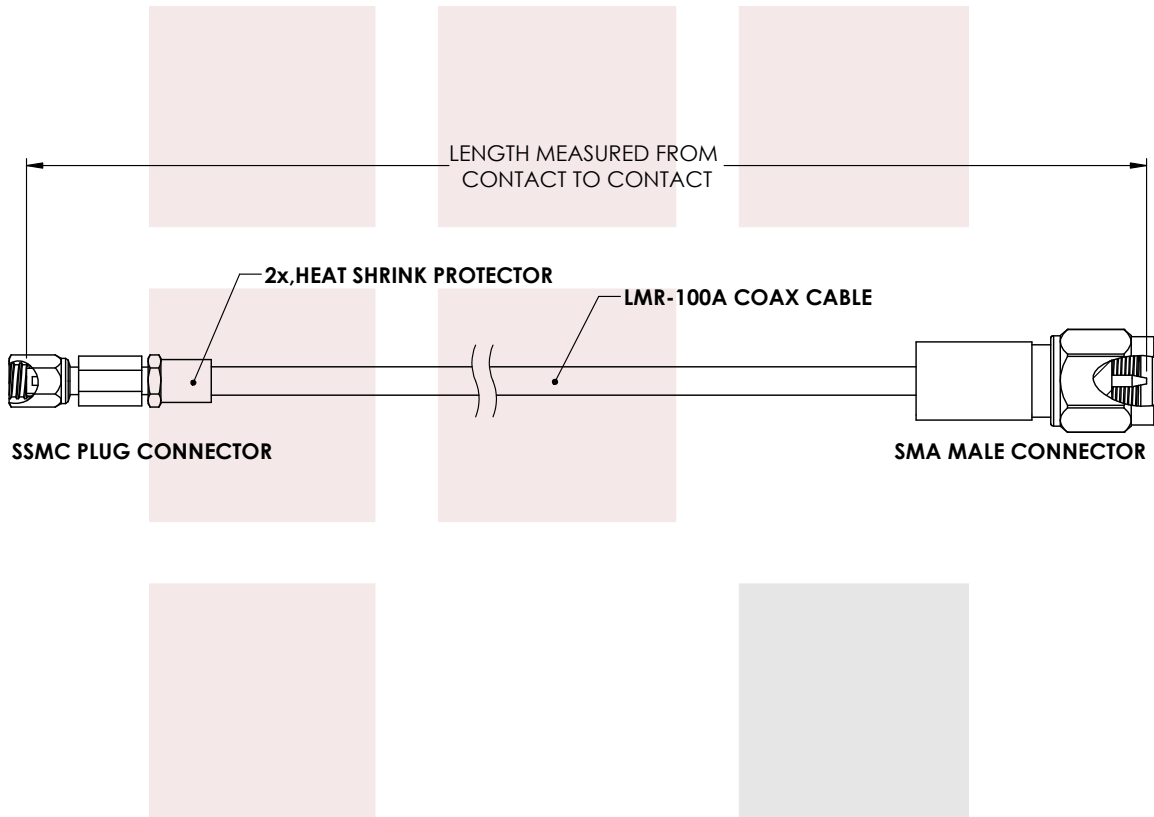 LENGTH MEASURED FROM
CONTACT TO CONTACT
2x,HEAT SHRINK PROTECTOR
LMR-100A COAX CABLE
SSMC PLUG CONNECTOR
SMA MALE CONNECTOR